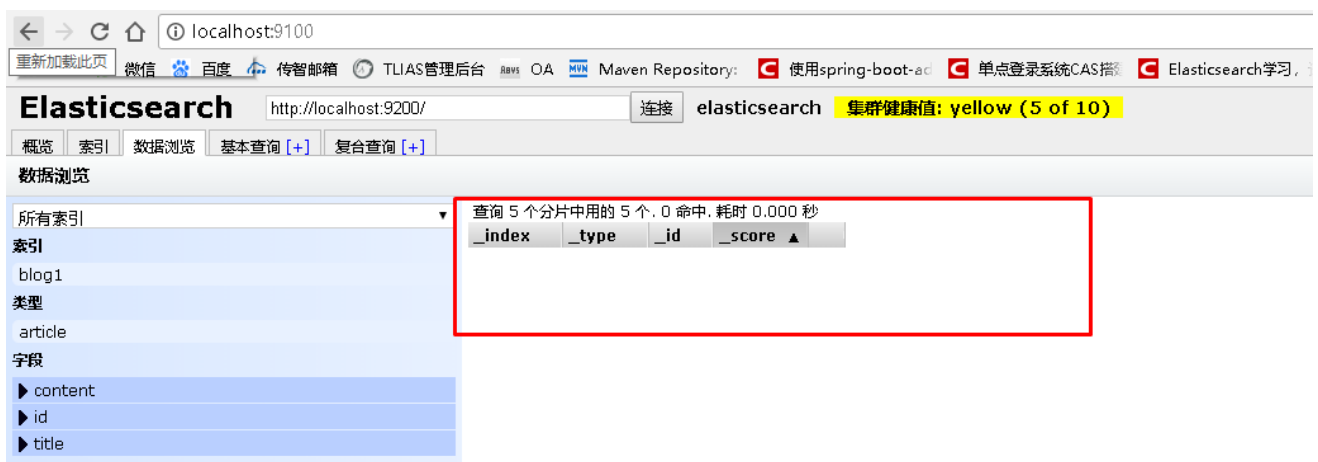 localhost:9100
重新加载此页 微信 百度 传智邮箱 TLIAS管理后台 OA MVN Maven Repository: C 使用spring-boot-ad C 单点登录系统CAS搭 C Elasticsearch学习,
Elasticsearch http://localhost:9200/ 连接 elasticsearch 集群健康值: yellow (5 of 10)
概览 索引 数据浏览 基本查询 [+] 复合查询 [+]
数据浏览
所有索引 ▼
查询 5 个分片中用的 5 个. 0 命中. 耗时 0.000 秒
_index _type _id _score ▲
索引
blog1
类型
article
字段
content
id
title